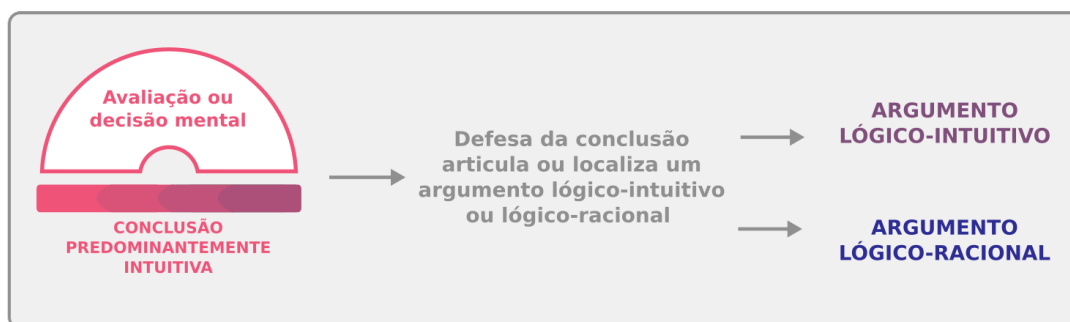 Avaliação ou
decisão mental
CONCLUSÃO
PREDOMINANTEMENTE
INTUITIVA
Defesa da conclusão
articula ou localiza um
argumento lógico-intuitivo
ou lógico-racional
ARGUMENTO
LÓGICO-INTUITIVO
ARGUMENTO
LÓGICO-RACIONAL